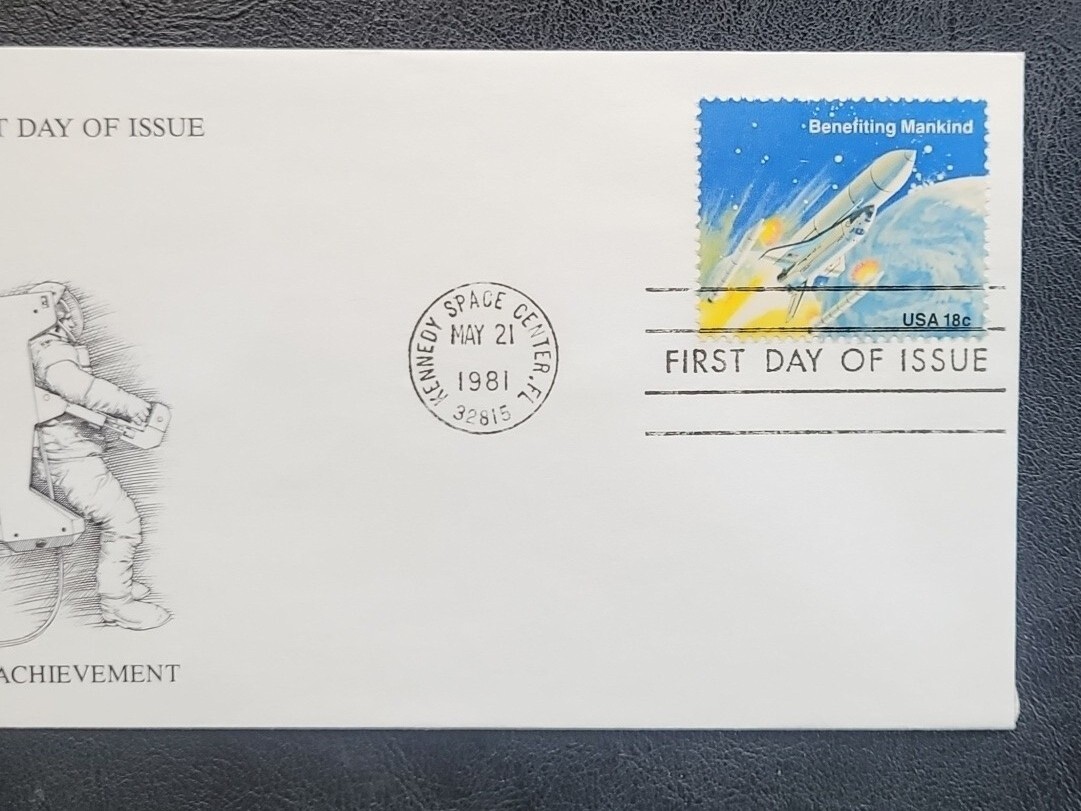 T DAY OF ISSUE
Benefiting Mankind
USA 18c
KENNEDY SPACE CENTER, FL
MAY 21
1981
32815
FIRST DAY OF ISSUE
ACHIEVEMENT